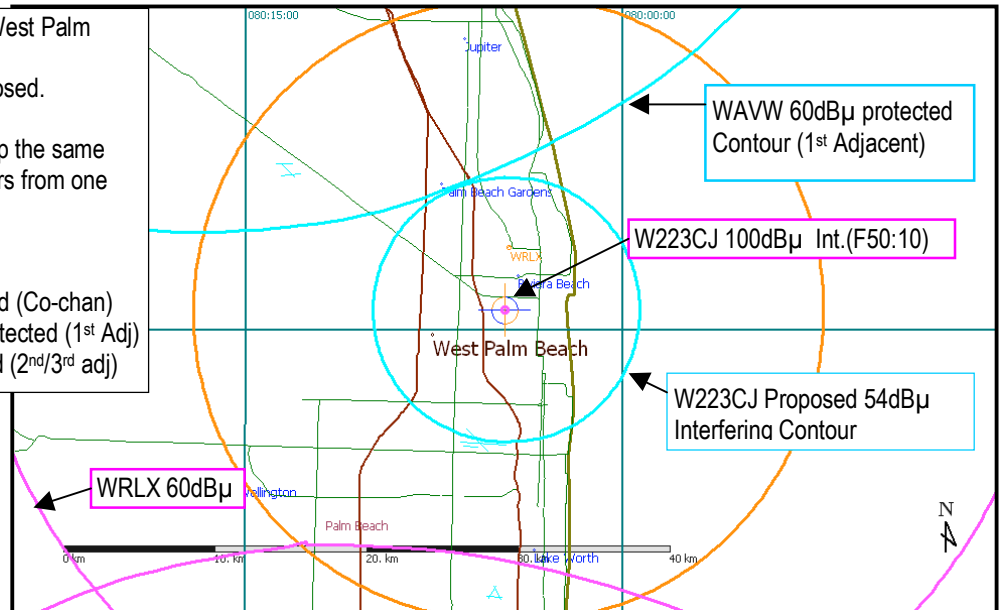 West Palm
osed.
p the same
rs from one
d (Co-chan)
tected (1st Adj)
d (2nd/3rd adj)
080:15:00
080:00:00
Jupiter
WAVW 60dBµ protected
Contour (1st Adjacent)
Palm Beach Gardens
W223CJ 100dBµ Int.(F50:10)
WRLX
Riviera Beach
West Palm Beach
W223CJ Proposed 54dBµ
Interfering Contour
WRLX 60dBµ
Wellington
Palm Beach
N
0 km
10. km
20. km
30. km
40 km
Lake Worth